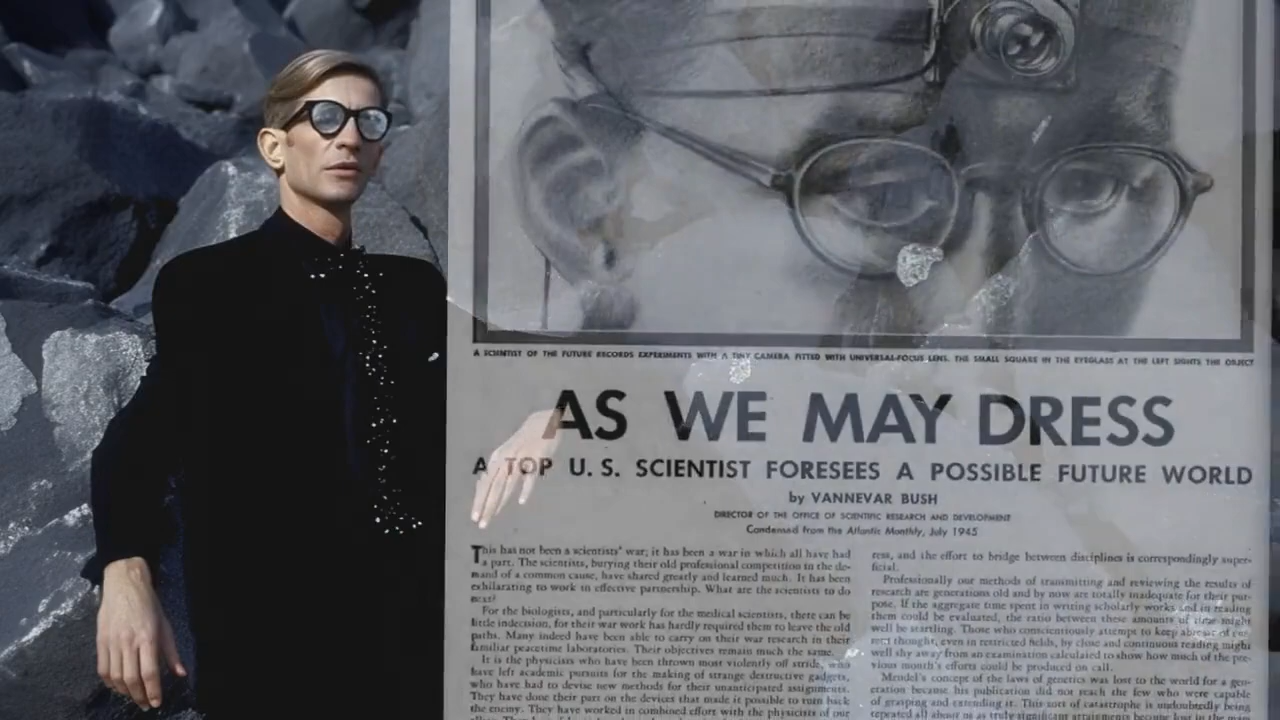 A SCIENTIST OF THE FUTURE RECORDS EXPERIMENTS WITH A TINY CAMERA FITTED WITH UNIVERSAL-FOCUS LENS. THE SMALL SQUARE IN THE EYEGLASS AT THE LEFT SIGHTS THE OBJECT
AS WE MAY DRESS
A TOP U. S. SCIENTIST FORESEES A POSSIBLE FUTURE WORLD
by VANNEVAR BUSH
DIRECTOR OF THE OFFICE OF SCIENTIFIC RESEARCH AND DEVELOPMENT
Condensed from the Atlantic Monthly, July 1945
This has not been a scientists' war; it has been a war in which all have had
a part. The scientists, burying their old professional competition in the de-
mand of a common cause, have shared greatly and learned much. It has been
exhilarating to work in effective partnership. What are the scientists to do
next?
For the biologists, and particularly for the medical scientists, there can be
little indecision, for their war work has hardly required them to leave the old
paths. Many indeed have been able to carry on their war research in their
familiar peacetime laboratories. Their objectives remain much the same.
It is the physicists who have been thrown most violently off stride, who
have left academic pursuits for the making of strange destructive gadgets,
who have had to devise new methods for their unanticipated assignments.
They have done their part on the devices that made it possible to turn back
the enemy. They have worked in combined effort with the physicists of our
ress, and the effort to bridge between disciplines is correspondingly super-
ficial.
Professionally our methods of transmitting and reviewing the results of
research are generations old and by now are totally inadequate for their pur-
pose. If the aggregate time spent in writing scholarly works and in reading
them could be evaluated, the ratio between these amounts of time might
well be startling. Those who conscientiously attempt to keep abreast of cur-
rent thought, even in restricted fields, by close and continuous reading might
well shy away from an examination calculated to show how much of the pre-
vious month's efforts could be produced on call.
Mendel's concept of the laws of genetics was lost to the world for a gen-
eration because his publication did not reach the few who were capable
of grasping and extending it. This sort of catastrophe is undoubtedly being
repeated all about us as truly significant attainments become lost in the